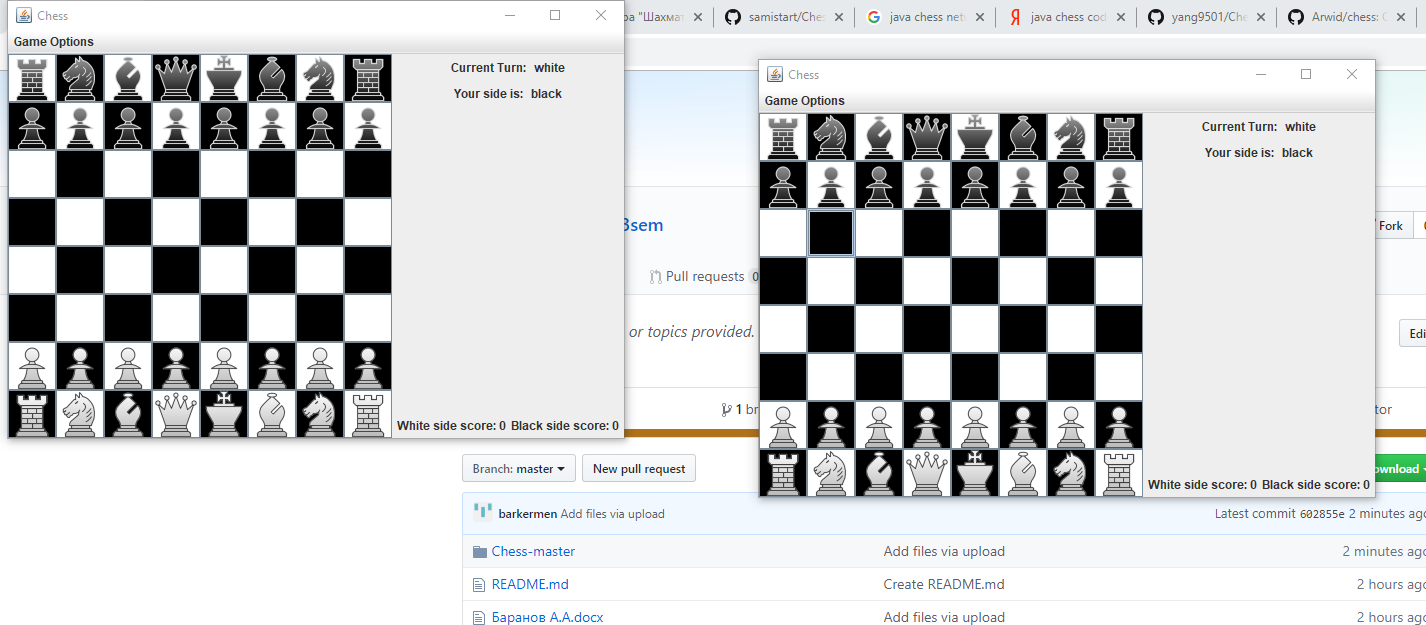 Chess
Game Options
Current Turn: white
Your side is: black
White side score: 0 Black side score: 0
ра "Шахмат
samistart/Che
java chess net
java chess cod
yang9501/Che
Arwid/chess: C
Chess
Game Options
Current Turn: white
Your side is: black
White side score: 0 Black side score: 0
3sem
Fork
Pull requests 0
or topics provided.
Edi
1 br
tor
Branch: master
New pull request
ownload
barkermen Add files via upload
Latest commit 602855e 2 minutes ago
Chess-master Add files via upload 2 minutes ago
README.md Create README.md 2 hours ago
Баранов А.А.docx Add files via upload 2 hours ago